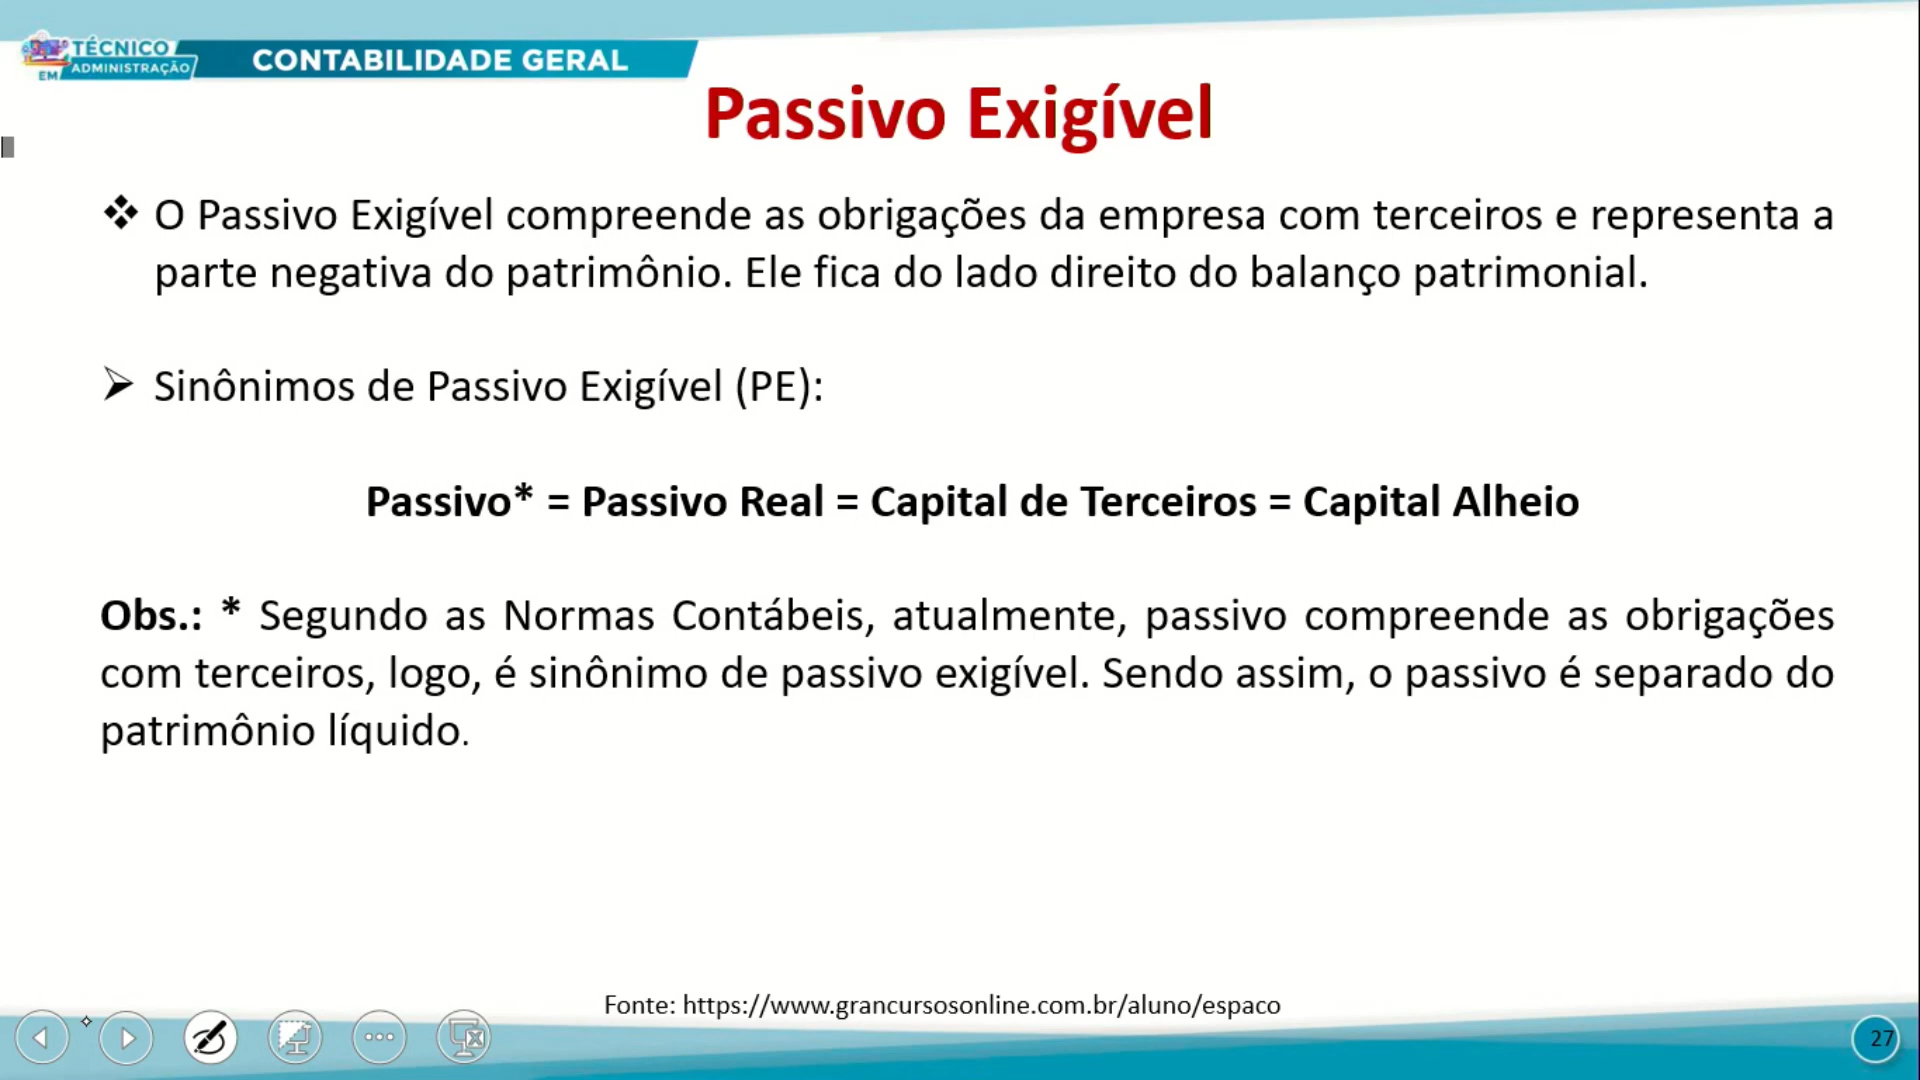 TÉCNICO
EM ADMINISTRAÇÃO
CONTABILIDADE GERAL
Passivo Exigível
❖ O Passivo Exigível compreende as obrigações da empresa com terceiros e representa a
parte negativa do patrimônio. Ele fica do lado direito do balanço patrimonial.
➢ Sinônimos de Passivo Exigível (PE):
Passivo* = Passivo Real = Capital de Terceiros = Capital Alheio
Obs.: * Segundo as Normas Contábeis, atualmente, passivo compreende as obrigações
com terceiros, logo, é sinônimo de passivo exigível. Sendo assim, o passivo é separado do
patrimônio líquido.
Fonte: https://www.grancursosonline.com.br/aluno/espaco
27